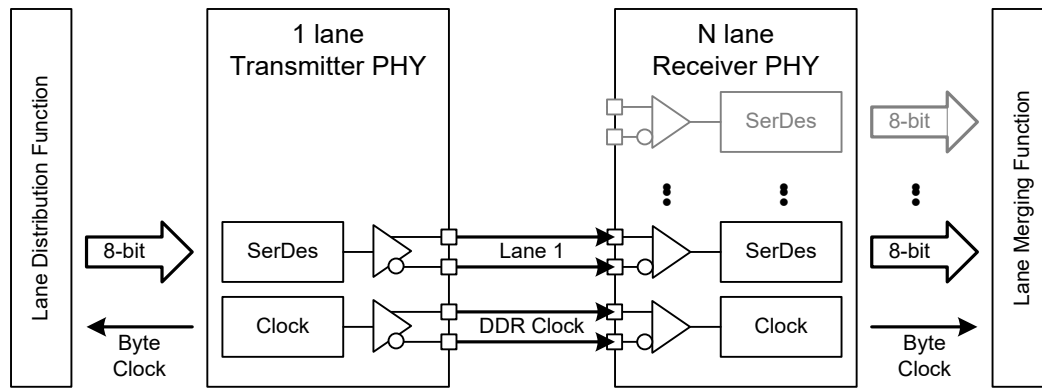 Lane Distribution Function
1 lane
Transmitter PHY
8-bit
SerDes
Clock
Byte
Clock
Lane 1
DDR Clock
N lane
Receiver PHY
SerDes
8-bit
SerDes
8-bit
Clock
Byte
Clock
Lane Merging Function